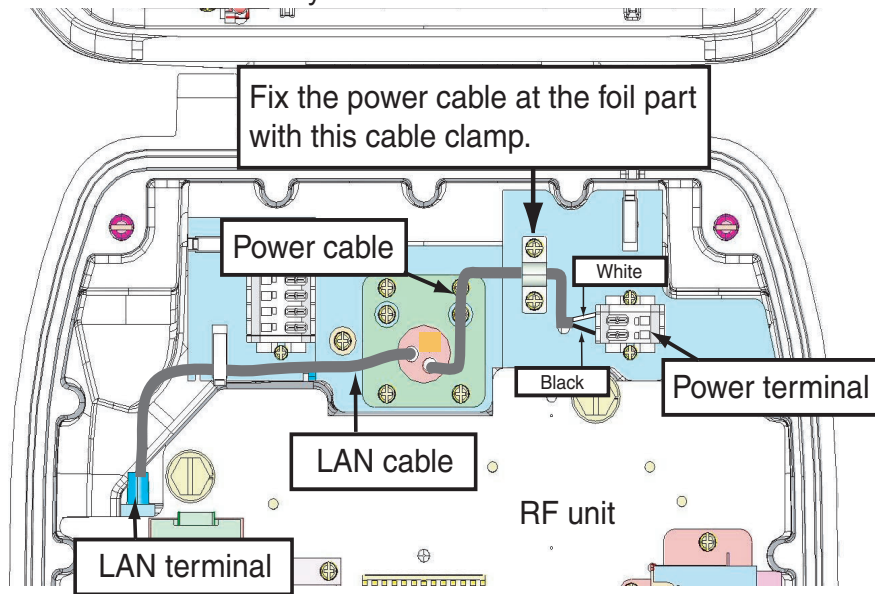 Fix the power cable at the foil part
with this cable clamp.
Power cable
White
Black
Power terminal
LAN cable
RF unit
LAN terminal